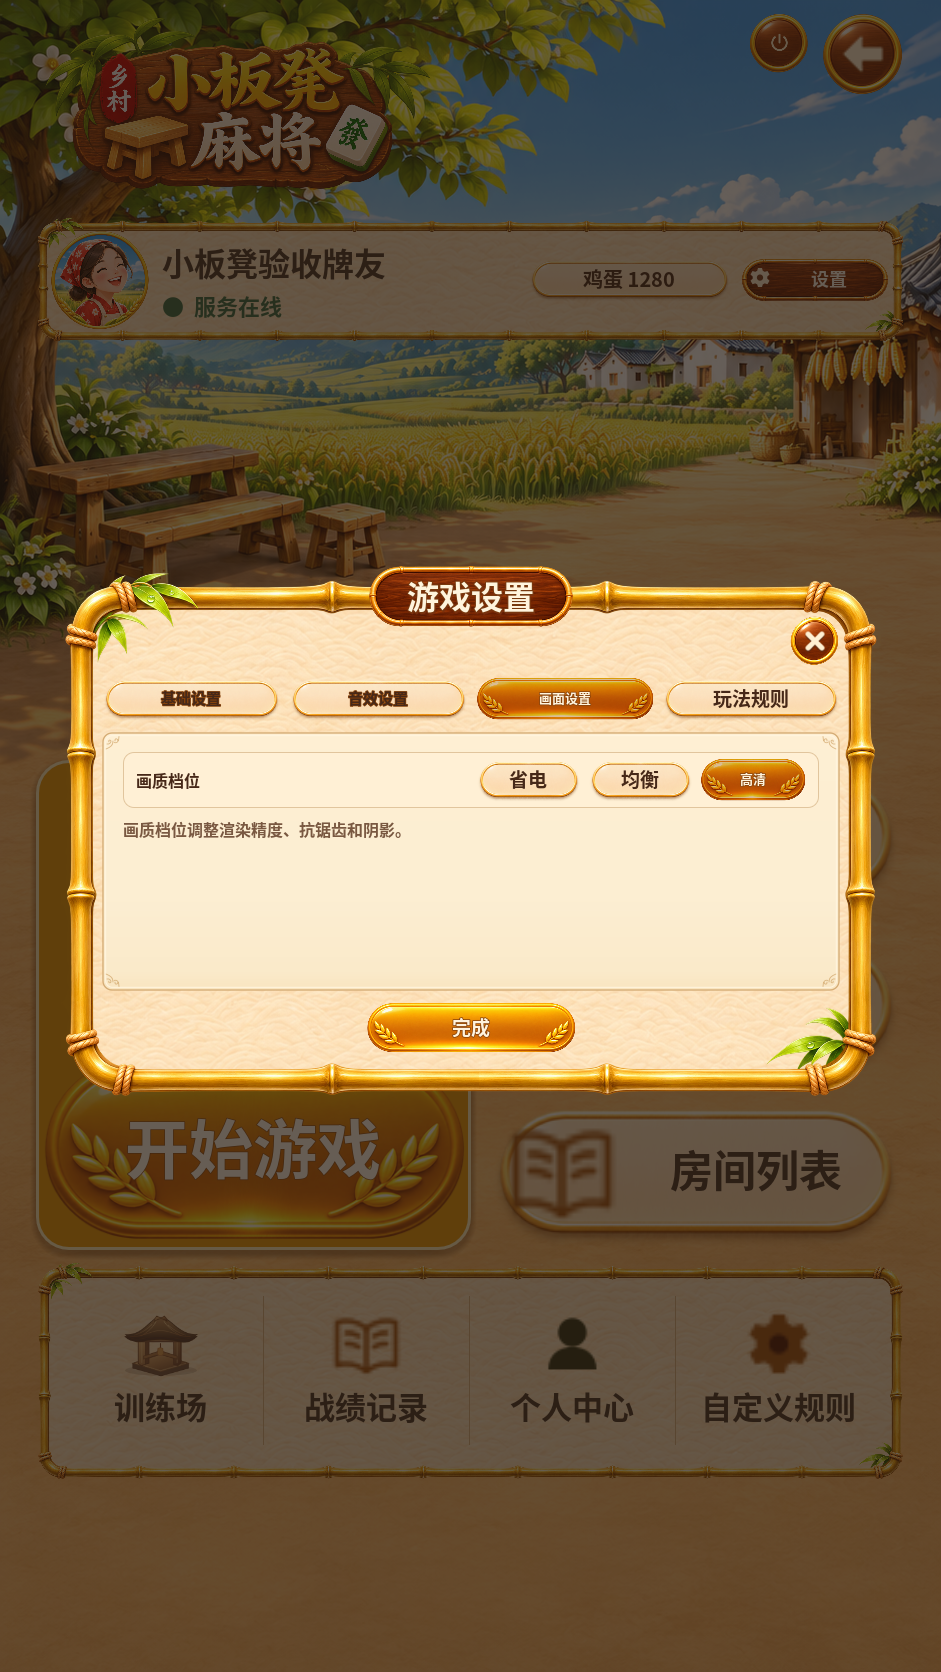 乡村
小板凳
麻将
發
小板凳验收牌友
服务在线
鸡蛋 1280
设置
游戏设置
基础设置
音效设置
画面设置
玩法规则
画质档位
省电
均衡
高清
画质档位调整渲染精度、抗锯齿和阴影。
完成
开始游戏
房间列表
训练场
战绩记录
个人中心
自定义规则